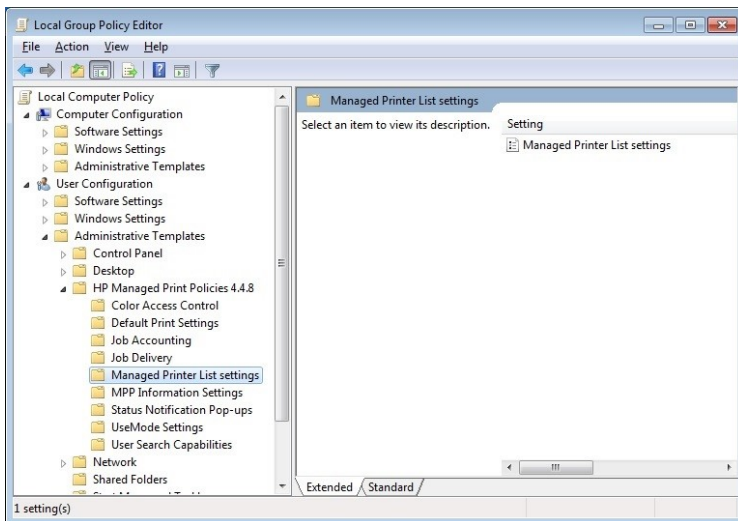 Local Group Policy Editor
File Action View Help
Local Computer Policy
Computer Configuration
Software Settings
Windows Settings
Administrative Templates
User Configuration
Software Settings
Windows Settings
Administrative Templates
Control Panel
Desktop
HP Managed Print Policies 4.4.8
Color Access Control
Default Print Settings
Job Accounting
Job Delivery
Managed Printer List settings
MPP Information Settings
Status Notification Pop-ups
UseMode Settings
User Search Capabilities
Network
Shared Folders
Managed Printer List settings
Select an item to view its description.
Setting
Managed Printer List settings
Extended Standard
1 setting(s)